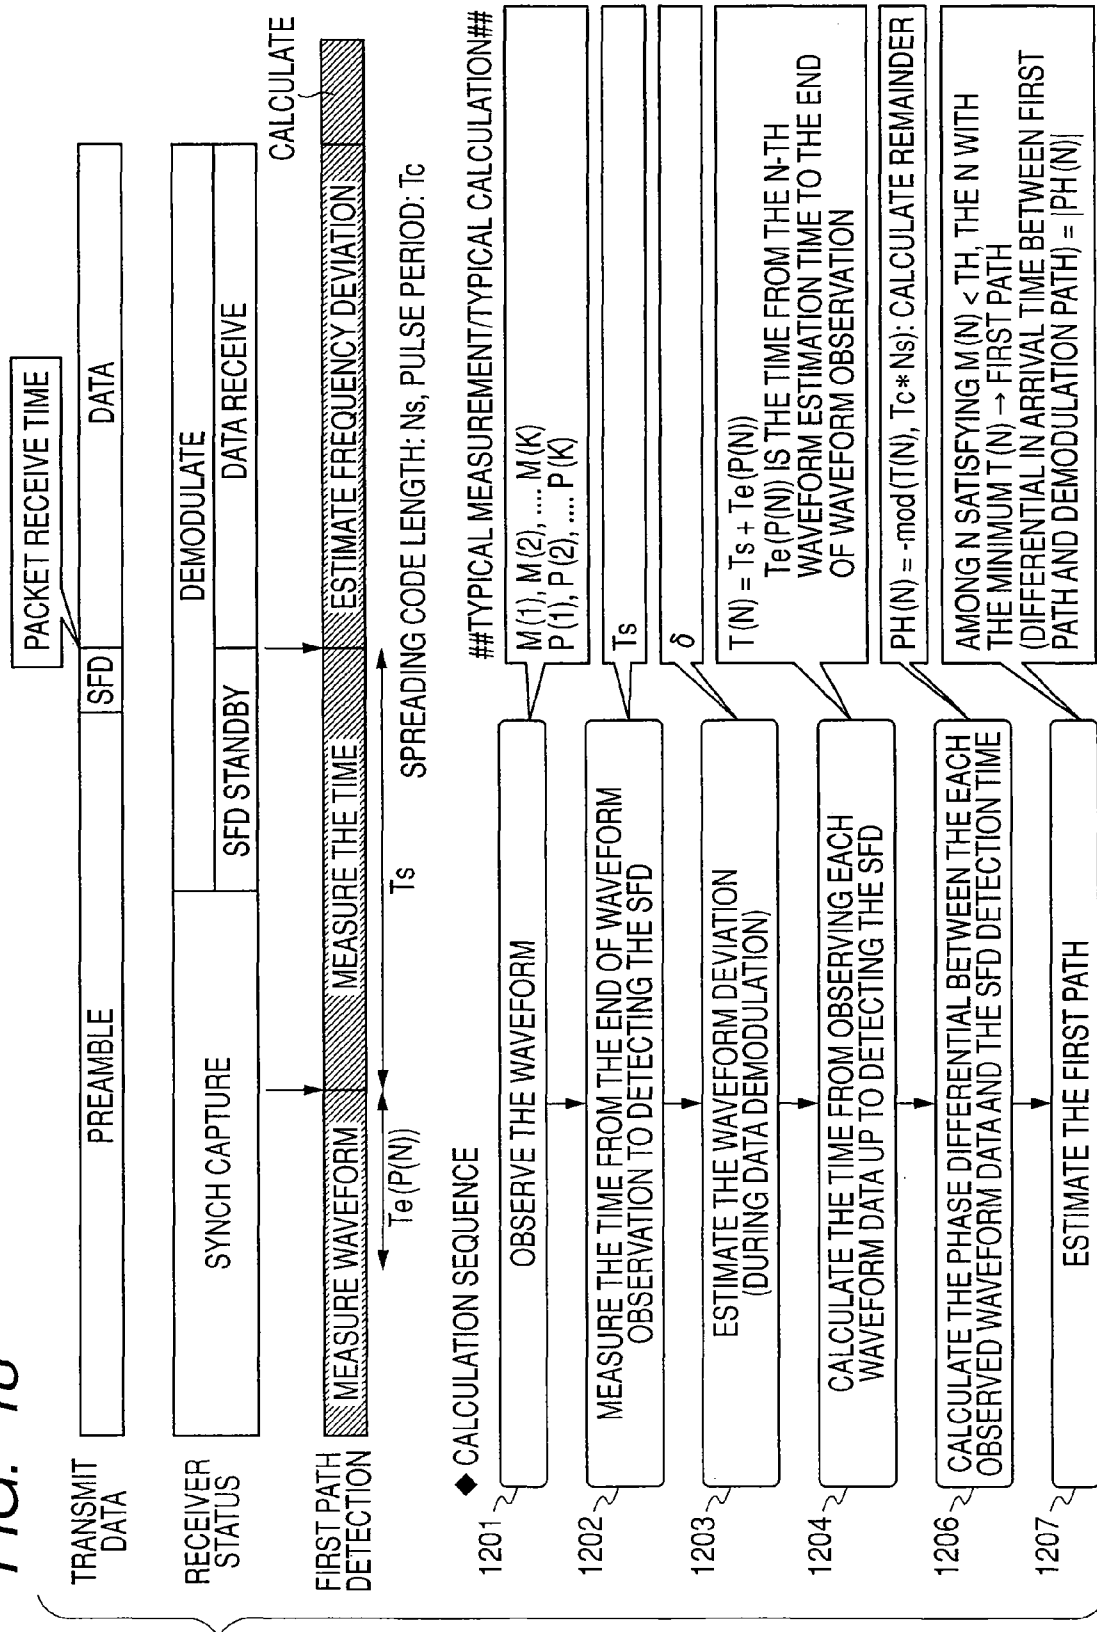 PACKET RECEIVE TIME
TRANSMIT
DATA
PREAMBLE
SFD
DATA
RECEIVER
STATUS
SYNCH CAPTURE
DEMODULATE
SFD STANDBY
DATA RECEIVE
CALCULATE
FIRST PATH
DETECTION
MEASURE WAVEFORM
MEASURE THE TIME
ESTIMATE FREQUENCY DEVIATION
Te(P(N))
Ts
SPREADING CODE LENGTH: Ns, PULSE PERIOD: Tc
◆ CALCULATION SEQUENCE
##TYPICAL MEASUREMENT/TYPICAL CALCULATION##
1201
OBSERVE THE WAVEFORM
M(1), M(2), .... M(K)
P(1), P(2), .... P(K)
1202
MEASURE THE TIME FROM THE END OF WAVEFORM
OBSERVATION TO DETECTING THE SFD
Ts
1203
ESTIMATE THE WAVEFORM DEVIATION
(DURING DATA DEMODULATION)
δ
1204
CALCULATE THE TIME FROM OBSERVING EACH
WAVEFORM DATA UP TO DETECTING THE SFD
T(N) = Ts + Te(P(N))
Te(P(N)) IS THE TIME FROM THE N-TH
WAVEFORM ESTIMATION TIME TO THE END
OF WAVEFORM OBSERVATION
1206
CALCULATE THE PHASE DIFFERENTIAL BETWEEN THE EACH
OBSERVED WAVEFORM DATA AND THE SFD DETECTION TIME
PH(N) = -mod(T(N), Tc* Ns): CALCULATE REMAINDER
1207
ESTIMATE THE FIRST PATH
AMONG N SATISFYING M(N) < TH, THE N WITH
THE MINIMUM T(N) → FIRST PATH
(DIFFERENTIAL IN ARRIVAL TIME BETWEEN FIRST
PATH AND DEMODULATION PATH) = |PH(N)|